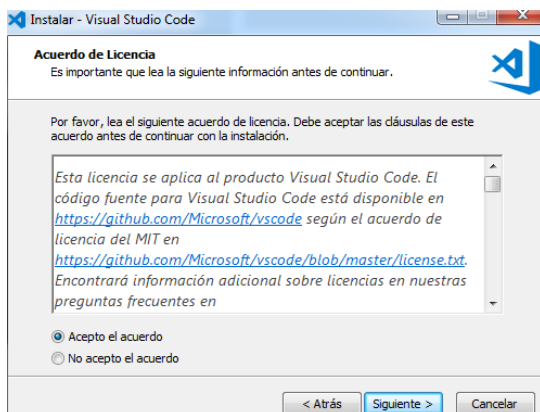 Instalar - Visual Studio Code
Acuerdo de Licencia
Es importante que lea la siguiente información antes de continuar.
Por favor, lea el siguiente acuerdo de licencia. Debe aceptar las cláusulas de este
acuerdo antes de continuar con la instalación.
Esta licencia se aplica al producto Visual Studio Code. El
código fuente para Visual Studio Code está disponible en
https://github.com/Microsoft/vscode según el acuerdo de
licencia del MIT en
https://github.com/Microsoft/vscode/blob/master/license.txt.
Encontrará información adicional sobre licencias en nuestras
preguntas frecuentes en
Acepto el acuerdo
No acepto el acuerdo
< Atrás Siguiente > Cancelar